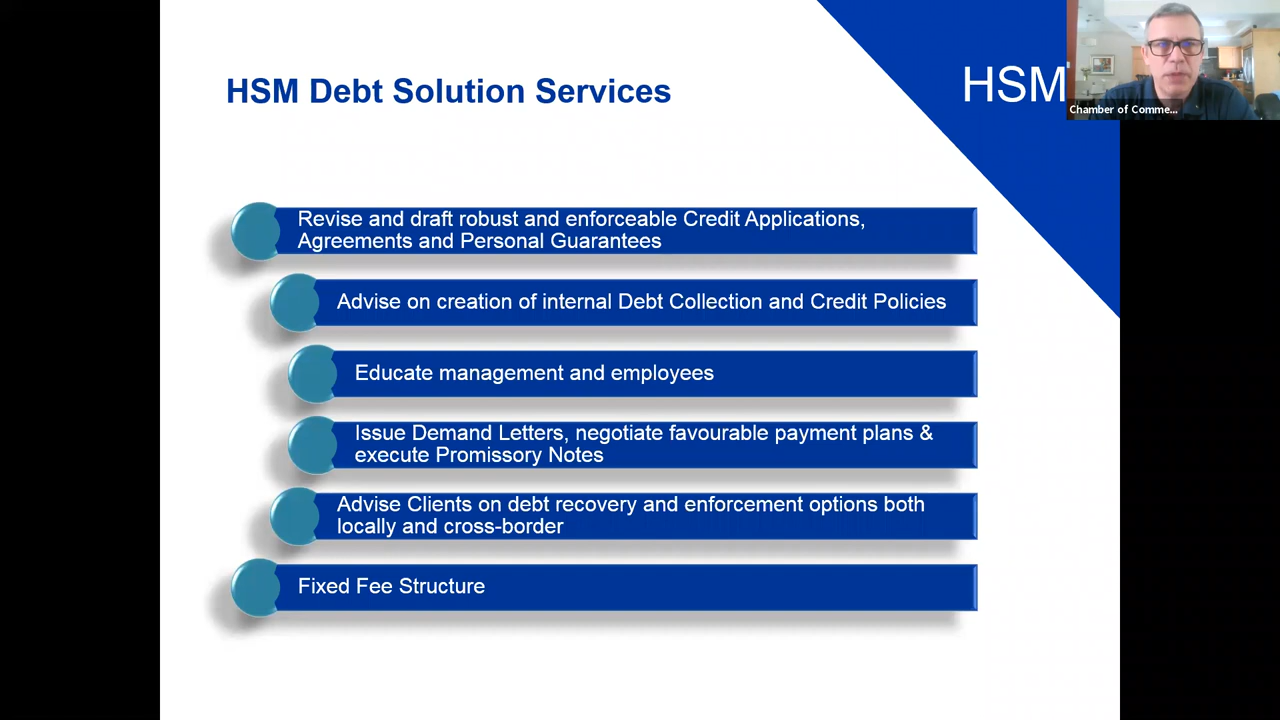 HSM Debt Solution Services
HSM
Chamber of Comme...
Revise and draft robust and enforceable Credit Applications,
Agreements and Personal Guarantees
Advise on creation of internal Debt Collection and Credit Policies
Educate management and employees
Issue Demand Letters, negotiate favourable payment plans &
execute Promissory Notes
Advise Clients on debt recovery and enforcement options both
locally and cross-border
Fixed Fee Structure